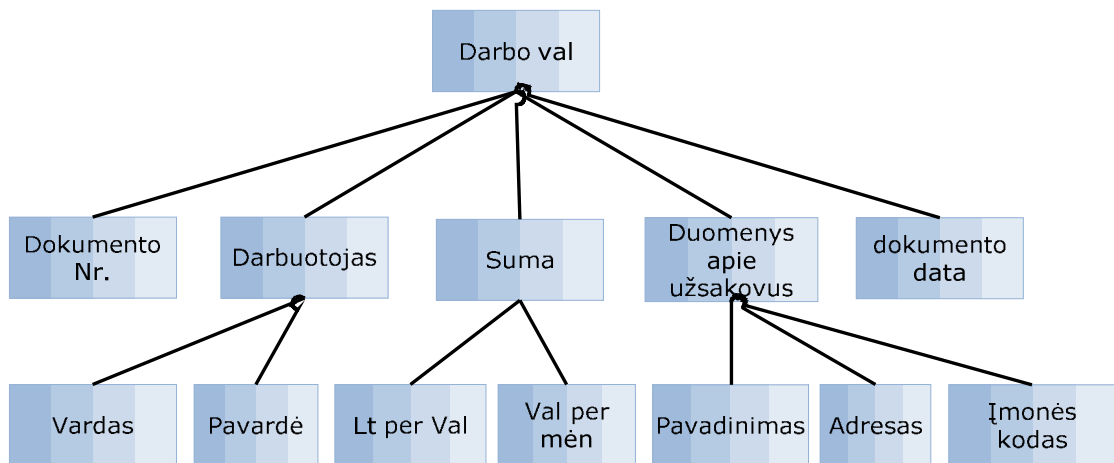 Darbo val
Dokumento
Nr.
Darbuotojas
Suma
Duomenys
apie
užsakovus
dokumento
data
Vardas
Pavardė
Lt per Val
Val per
mėn
Pavadinimas
Adresas
Įmonės
kodas